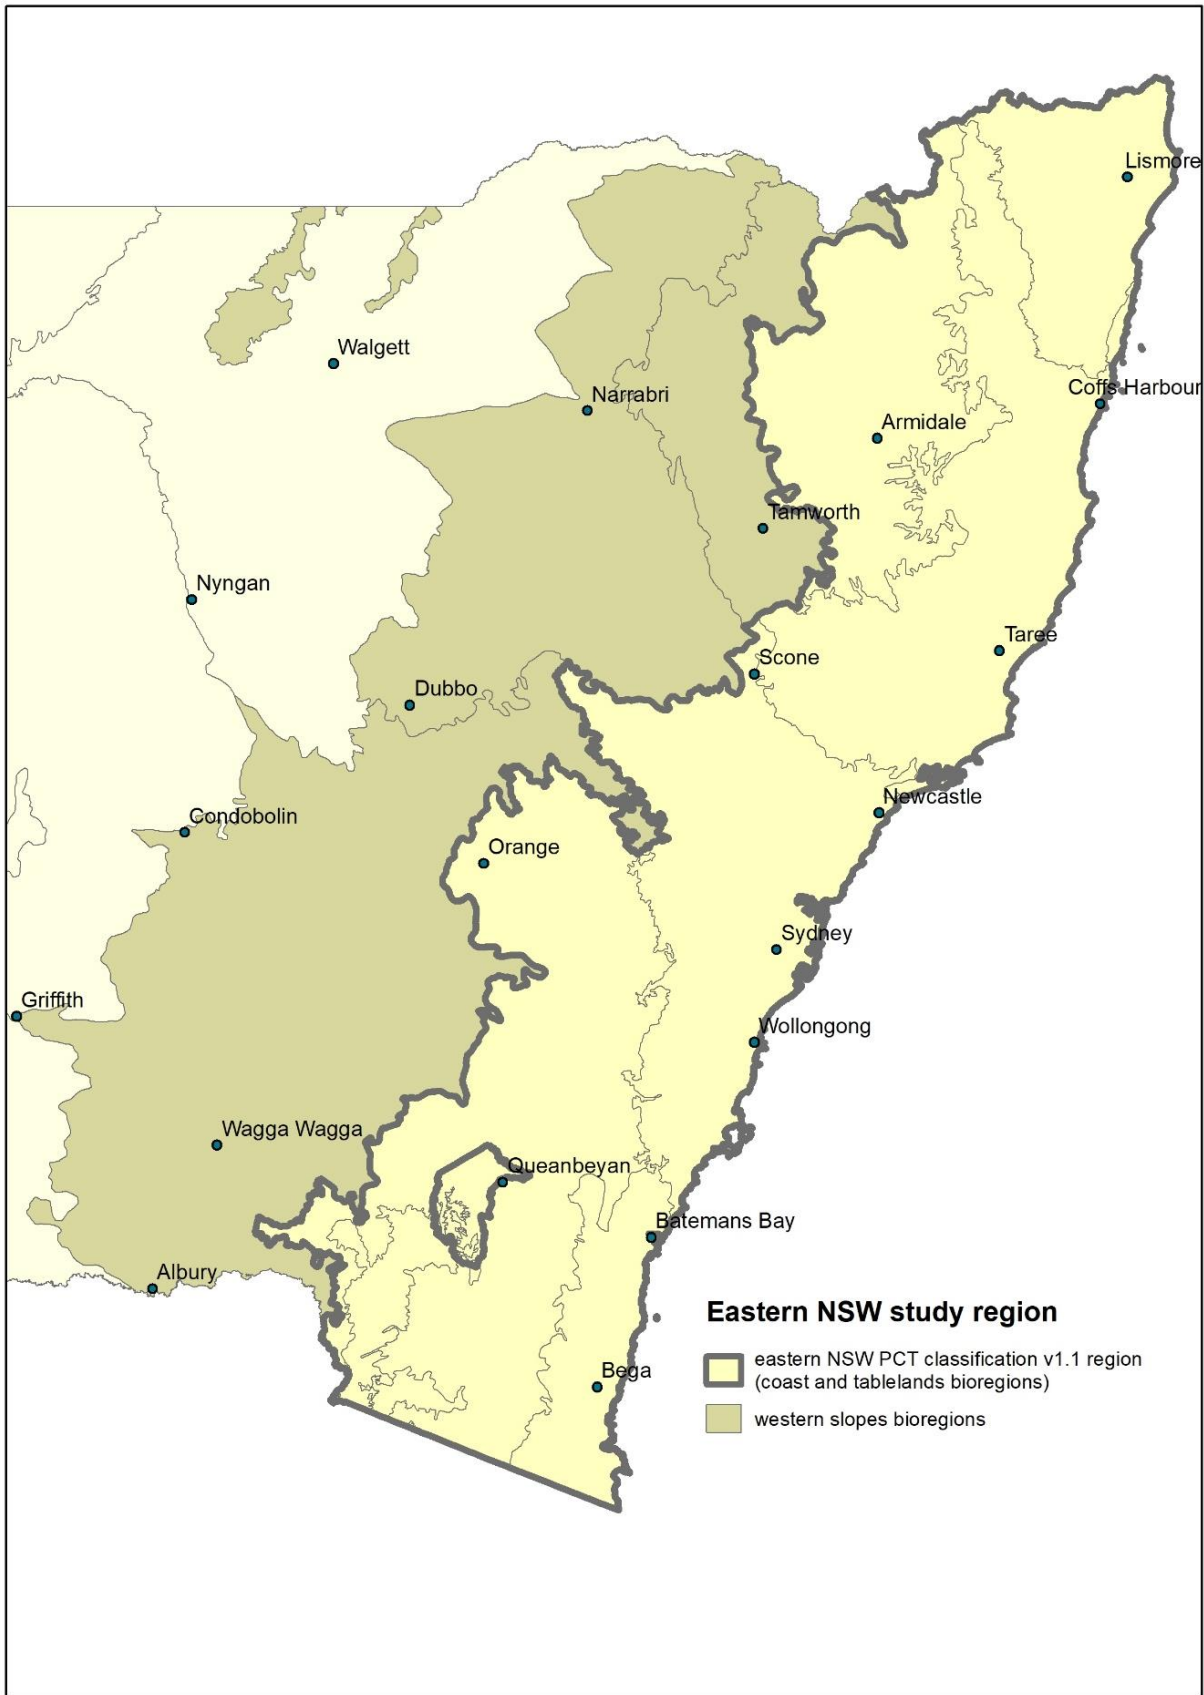 Lismore
Walgett
Narrabri
Coffs Harbour
Armidale
Tamworth
Nyngan
Taree
Scone
Dubbo
Newcastle
Condobolin
Orange
Sydney
Griffith
Wollongong
Wagga Wagga
Queanbeyan
Batemans Bay
Albury
Eastern NSW study region
eastern NSW PCT classification v1.1 region
(coast and tablelands bioregions)
Bega
western slopes bioregions